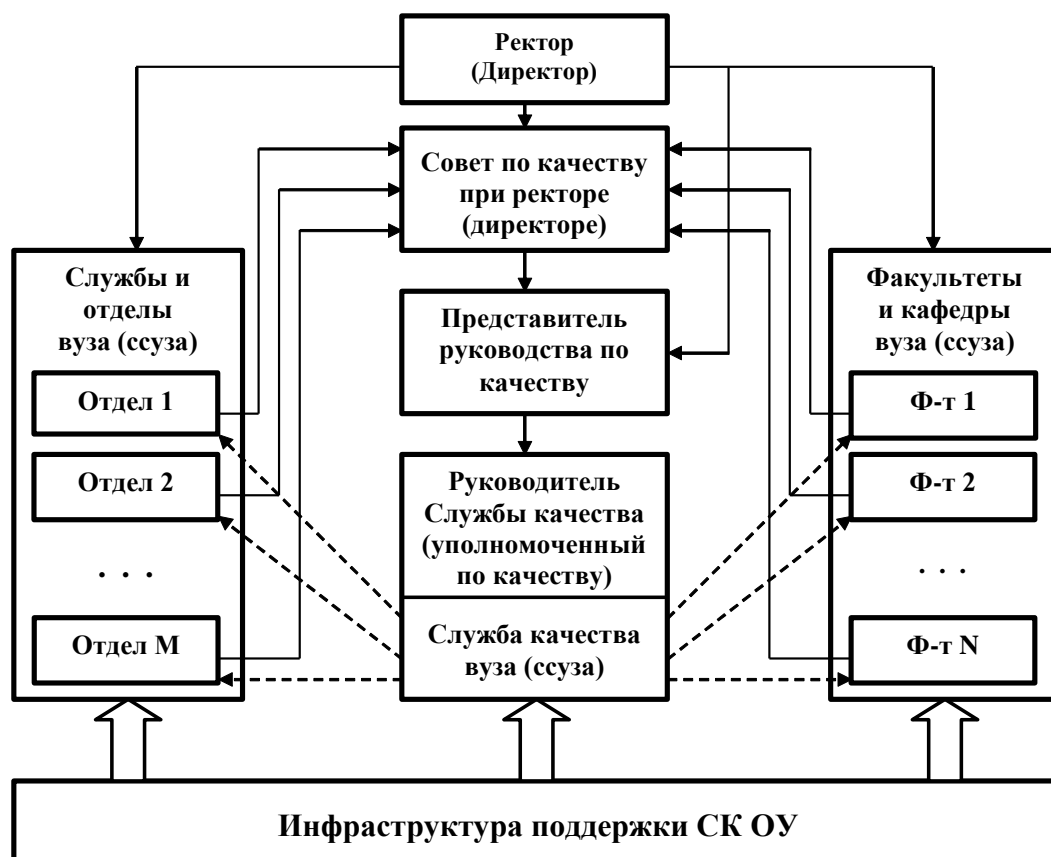 Ректор
(Директор)
Совет по качеству
при ректоре
(директоре)
Службы и
отделы
вуза (ссуза)
Отдел 1
Отдел 2
. . .
Отдел М
Представитель
руководства по
качеству
Руководитель
Службы качества
(уполномоченный
по качеству)
Служба качества
вуза (ссуза)
Факультеты
и кафедры
вуза (ссуза)
Ф-т 1
Ф-т 2
. . .
Ф-т N
Инфраструктура поддержки СК ОУ